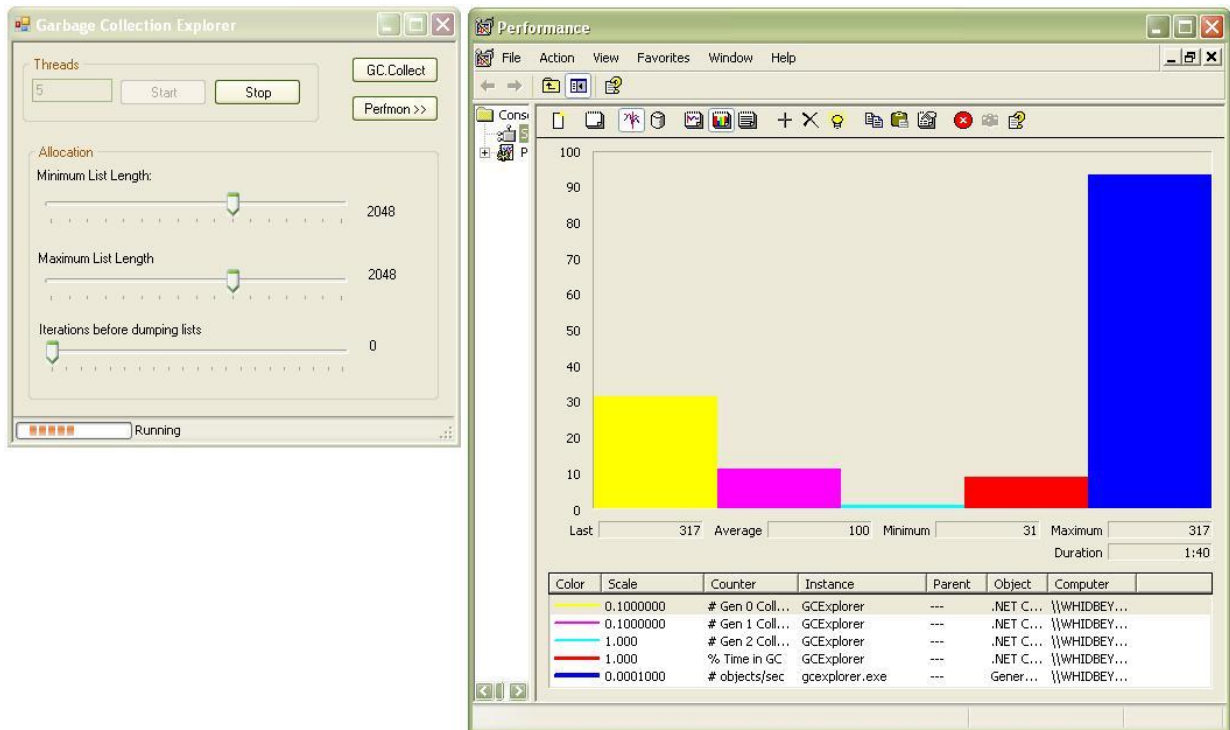 Garbage Collection Explorer
Threads
5
Start
Stop
GC.Collect
Perfmon >>
Allocation
Minimum List Length:
2048
Maximum List Length
2048
Iterations before dumping lists
0
Running
Performance
File Action View Favorites Window Help
Cons
S
P
100
90
80
70
60
50
40
30
20
10
0
Last 317 Average 100 Minimum 31 Maximum 317
Duration 1:40
Color Scale Counter Instance Parent Object Computer
0.1000000 # Gen 0 Coll... GCExplorer --- .NET C... \\WHIDBEY...
0.1000000 # Gen 1 Coll... GCExplorer --- .NET C... \\WHIDBEY...
1.000 # Gen 2 Coll... GCExplorer --- .NET C... \\WHIDBEY...
1.000 % Time in GC GCExplorer --- .NET C... \\WHIDBEY...
0.0001000 # objects/sec gcexplorer.exe --- Gener... \\WHIDBEY...